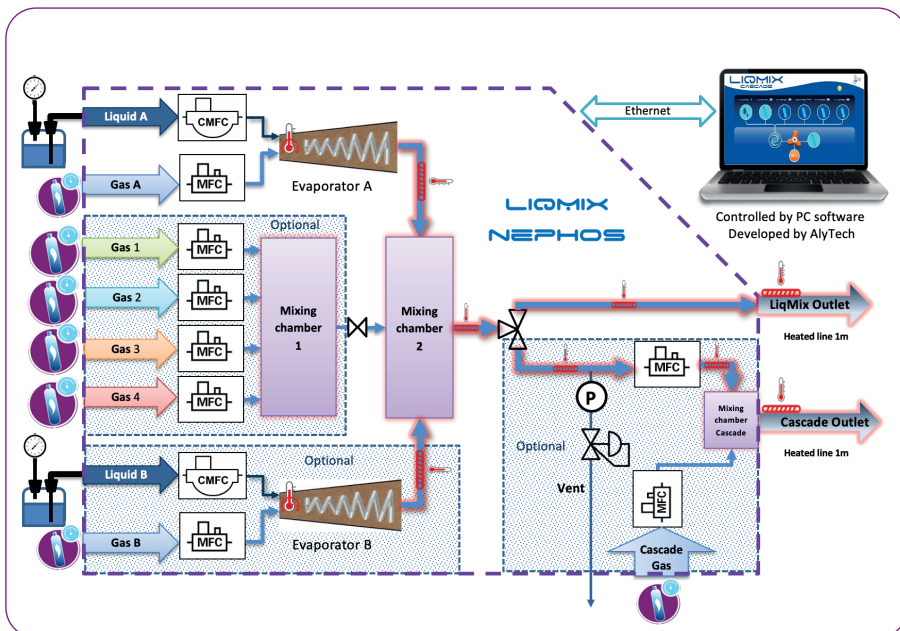 LIQMIX
CASCADE
Ethernet
Liquid A
CMFC
Gas A
MFC
Evaporator A
LIQMIX
NEPHOS
Controlled by PC software
Developed by AlyTech
Optional
Gas 1
MFC
Gas 2
MFC
Gas 3
MFC
Gas 4
MFC
Mixing
chamber
1
Mixing
chamber
2
LiqMix Outlet
Heated line 1m
MFC
P
Mixing
chamber
Cascade
Cascade Outlet
Heated line 1m
Optional
Vent
MFC
Cascade
Gas
Optional
Liquid B
CMFC
Gas B
MFC
Evaporator B